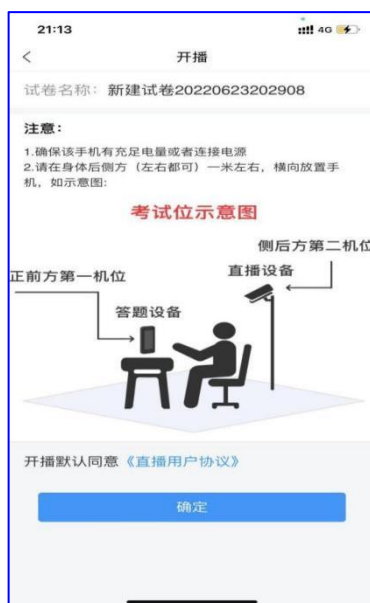 21:13
4G
开播
试卷名称：新建试卷20220623202908
注意：
1.确保该手机有充足电量或者连接电源
2.请在身体后侧方（左右都可）一米左右，横向放置手
机，如示意图：
考试位示意图
侧后方第二机位
正前方第一机位
直播设备
答题设备
开播默认同意《直播用户协议》
确定